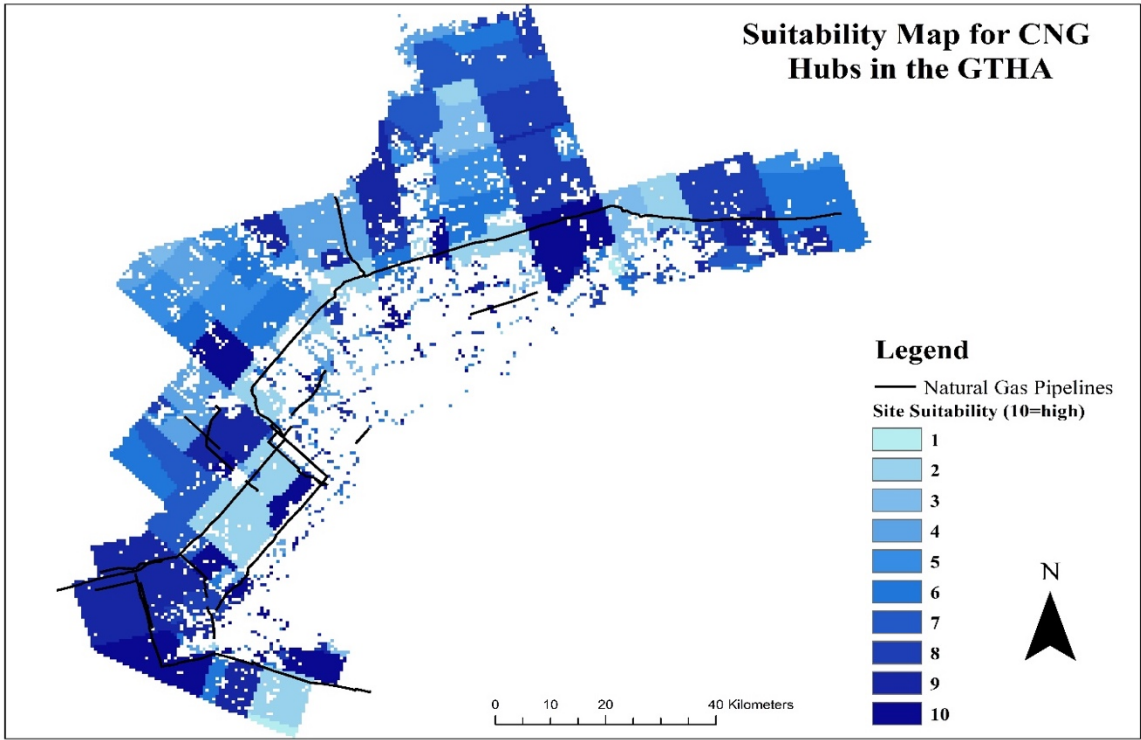 Suitability Map for CNG
Hubs in the GTHA
Legend
Natural Gas Pipelines
Site Suitability (10=high)
1
2
3
4
5
6
7
8
9
10
N
0 10 20 40 Kilometers